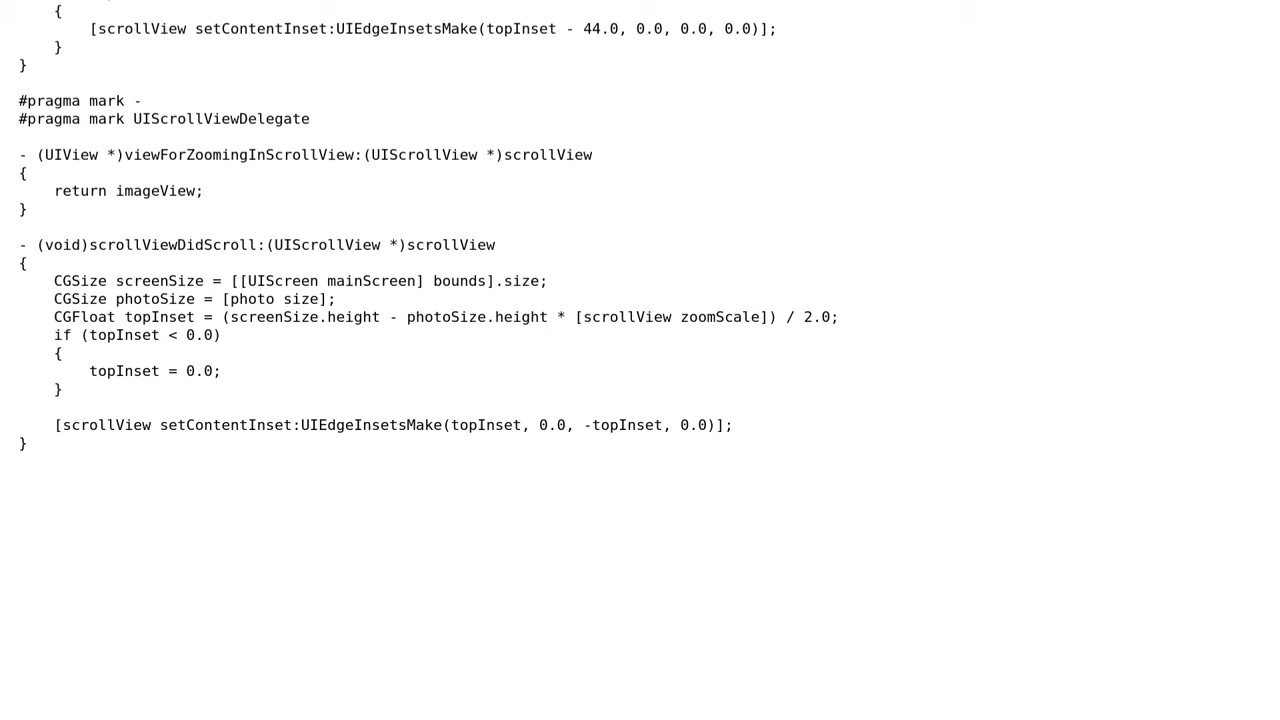 {
        [scrollView setContentInset:UIEdgeInsetsMake(topInset - 44.0, 0.0, 0.0, 0.0)];
    }
}

#pragma mark -
#pragma mark UIScrollViewDelegate

- (UIView *)viewForZoomingInScrollView:(UIScrollView *)scrollView
{
    return imageView;
}

- (void)scrollViewDidScroll:(UIScrollView *)scrollView
{
    CGSize screenSize = [[UIScreen mainScreen] bounds].size;
    CGSize photoSize = [photo size];
    CGFloat topInset = (screenSize.height - photoSize.height * [scrollView zoomScale]) / 2.0;
    if (topInset < 0.0)
    {
        topInset = 0.0;
    }

    [scrollView setContentInset:UIEdgeInsetsMake(topInset, 0.0, -topInset, 0.0)];
}